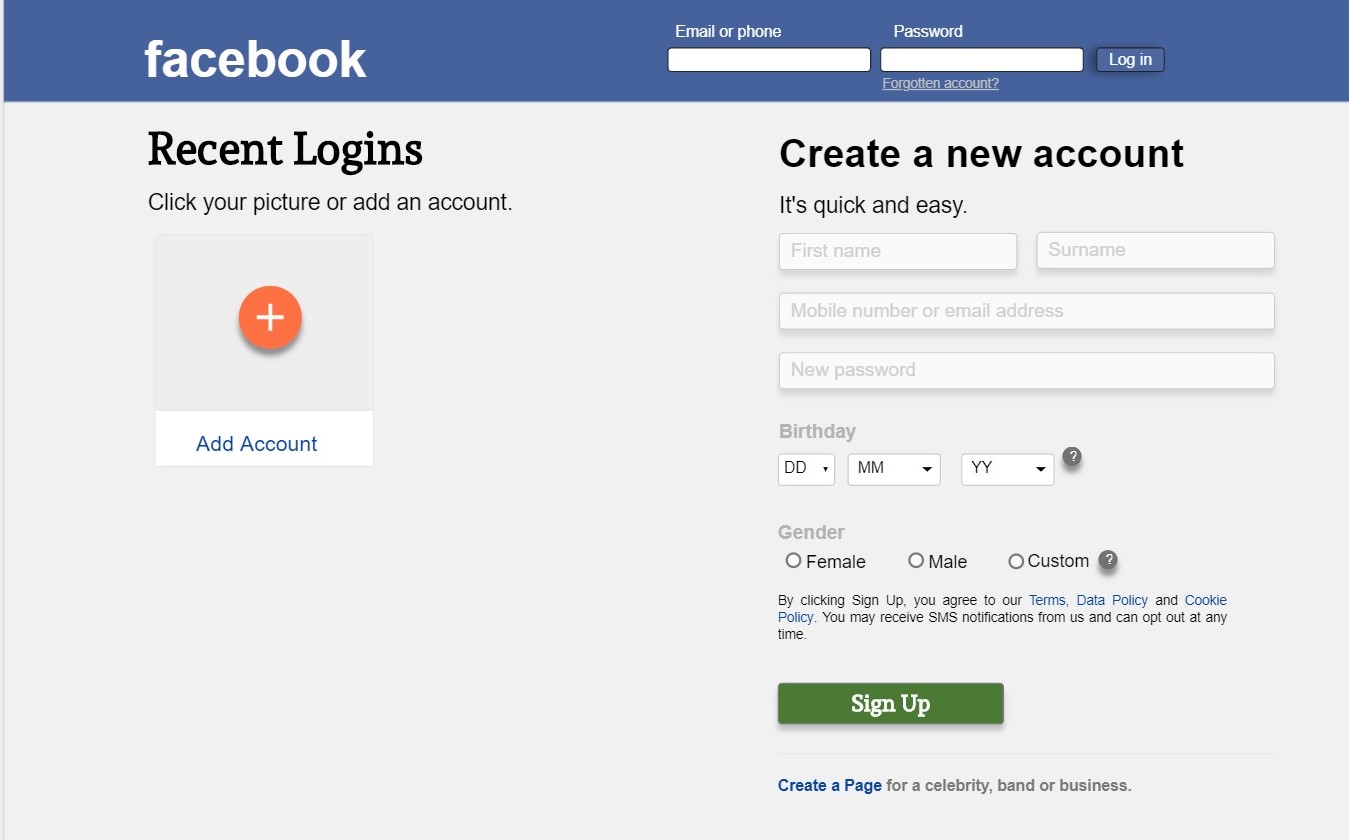 facebook
Email or phone
Password
Log in
Forgotten account?
Recent Logins
Click your picture or add an account.
Add Account
Create a new account
It's quick and easy.
First name
Surname
Mobile number or email address
New password
Birthday
DD
MM
YY
?
Gender
Female
Male
Custom
?
By clicking Sign Up, you agree to our Terms, Data Policy and Cookie
Policy. You may receive SMS notifications from us and can opt out at any
time.
Sign Up
Create a Page for a celebrity, band or business.